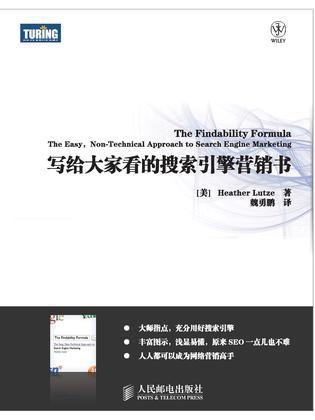 TURING
WILEY
The Findability Formula
The Easy, Non-Technical Approach to Search Engine Marketing
写给大家看的搜索引擎营销书
[美] Heather Lutze 著
魏勇鹏 译
The Findability Formula
● 大师指点，充分用好搜索引擎
● 丰富图示，浅显易懂，原来 SEO 一点儿也不难
● 人人都可以成为网络营销高手
人民邮电出版社
POSTS & TELECOM PRESS